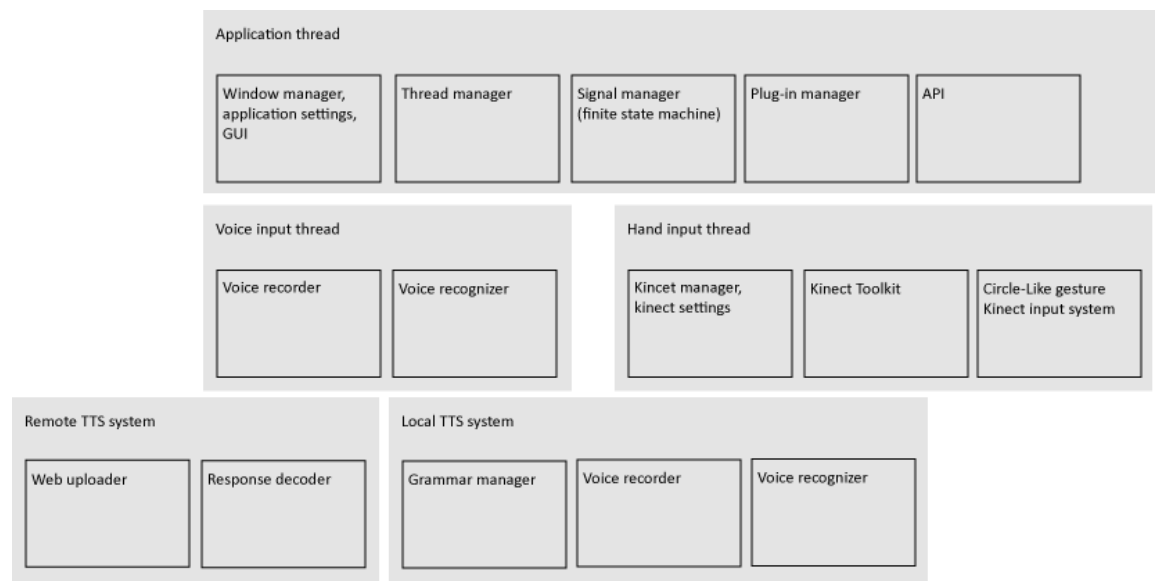 Application thread
Window manager,
application settings,
GUI
Thread manager
Signal manager
(finite state machine)
Plug-in manager
API
Voice input thread
Voice recorder
Voice recognizer
Hand input thread
Kincet manager,
kinect settings
Kinect Toolkit
Circle-Like gesture
Kinect input system
Remote TTS system
Web uploader
Response decoder
Local TTS system
Grammar manager
Voice recorder
Voice recognizer